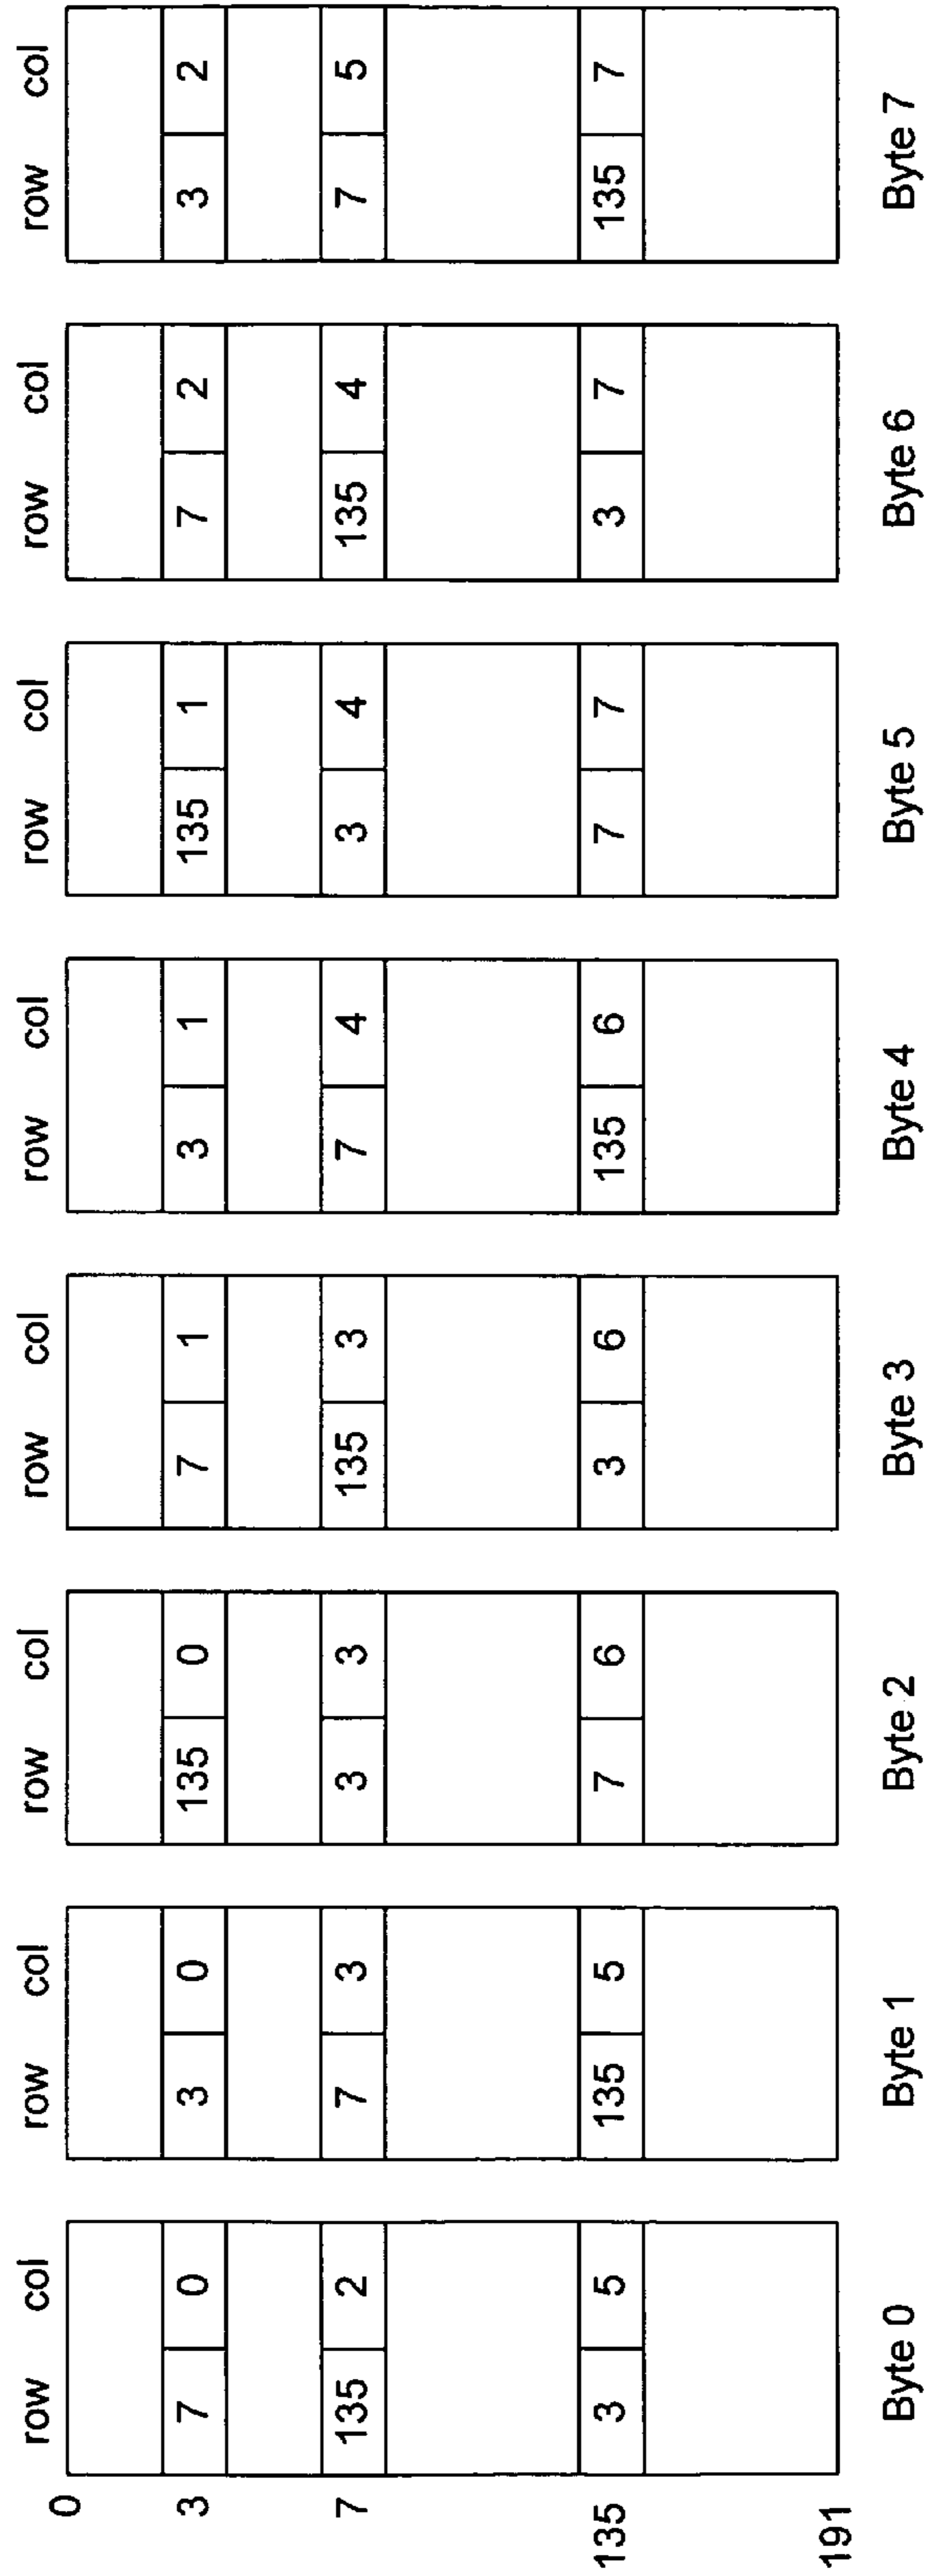 row col row col row col row col row col row col row col row col
0
3 7 0 3 0 135 0 7 1 3 1 135 1 7 2 3 2
7 135 2 7 3 3 3 135 3 7 4 3 4 135 4 7 5
135 3 5 135 5 7 6 3 6 135 6 7 7 3 7 135 7
191
Byte 0 Byte 1 Byte 2 Byte 3 Byte 4 Byte 5 Byte 6 Byte 7